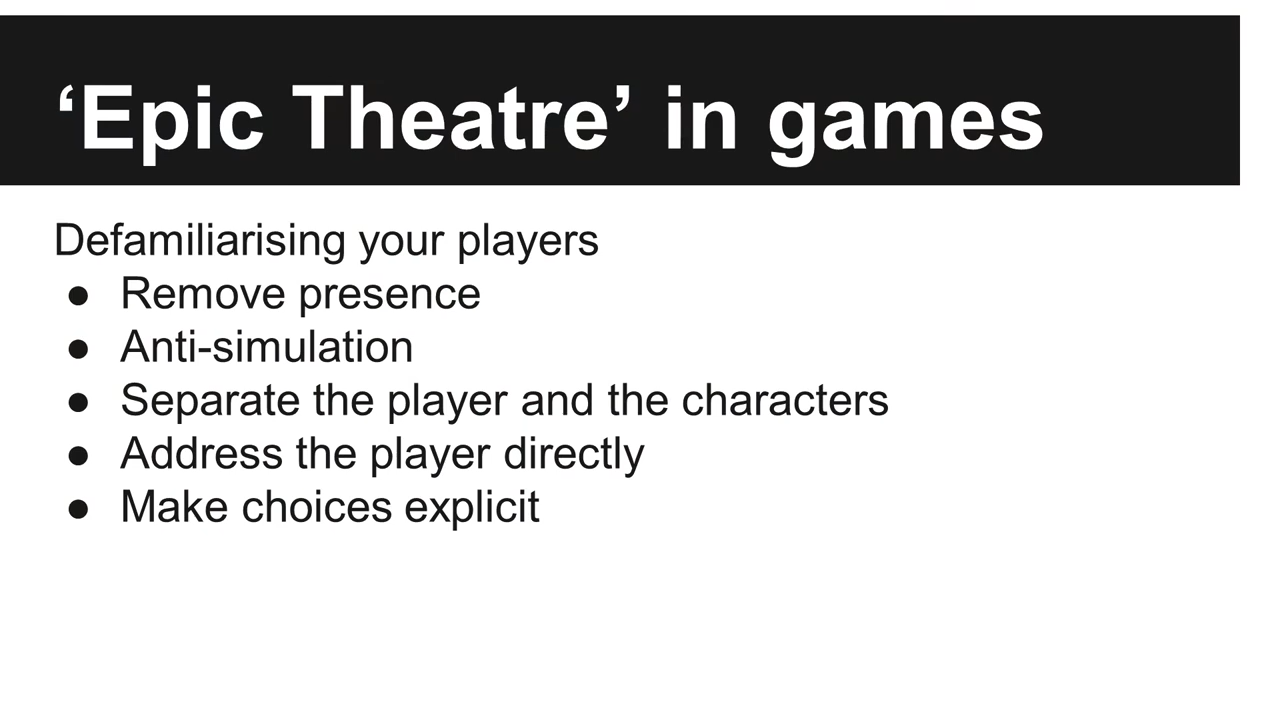 ‘Epic Theatre’ in games
Defamiliarising your players
● Remove presence
● Anti-simulation
● Separate the player and the characters
● Address the player directly
● Make choices explicit